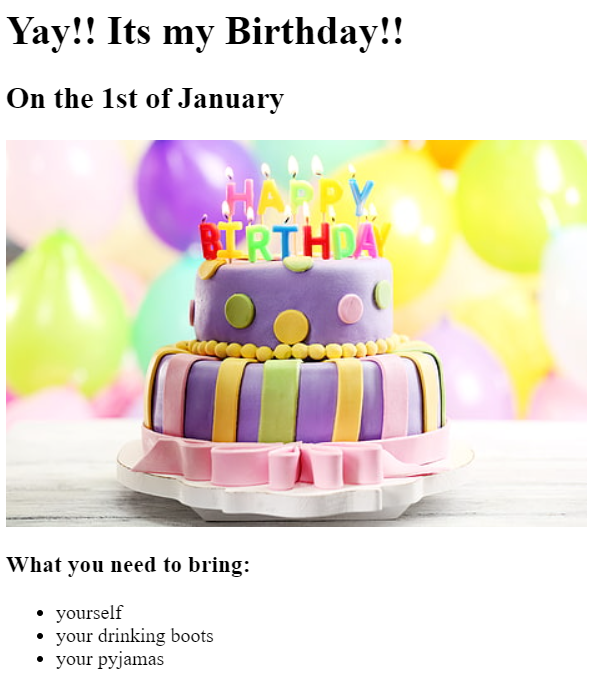 Yay!! Its my Birthday!!
On the 1st of January
HAPPY
BIRTHDAY
What you need to bring:
yourself
your drinking boots
your pyjamas